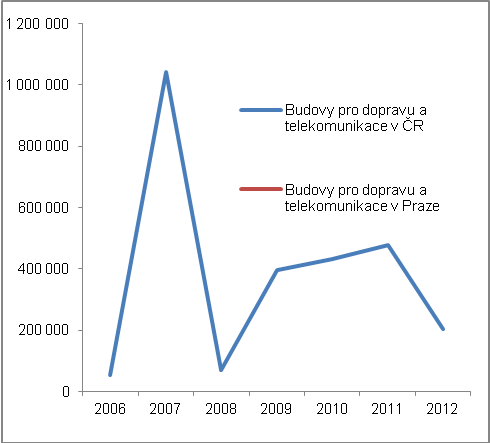 1 200 000
1 000 000
800 000
600 000
400 000
200 000
0
Budovy pro dopravu a
telekomunikace v ČR
Budovy pro dopravu a
telekomunikace v Praze
2006 2007 2008 2009 2010 2011 2012